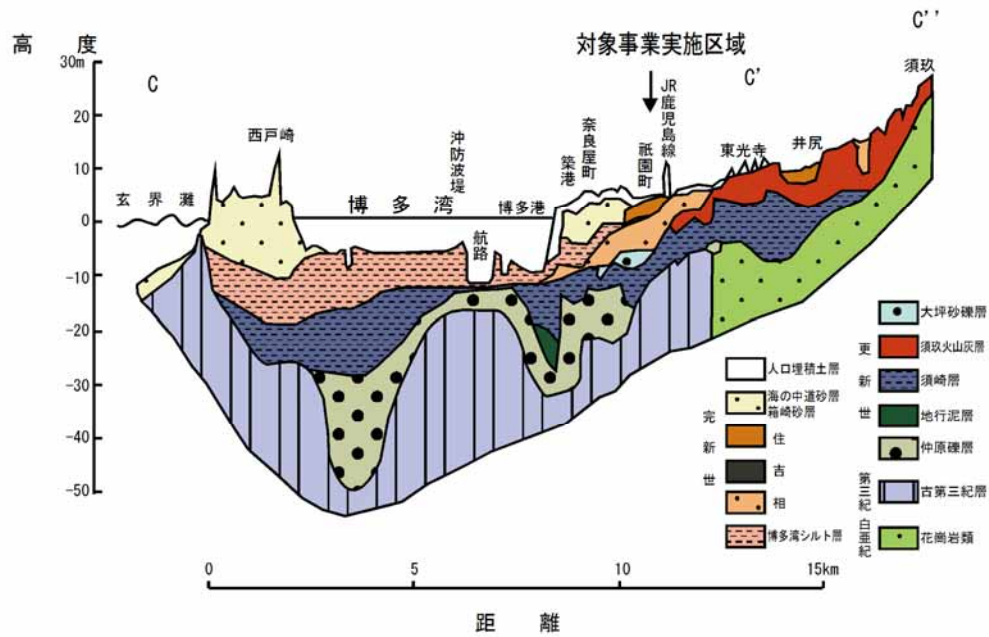 C''
高 度
対象事業実施区域
30m
C
C'
須玖
20
JR鹿児島線
西戸崎
沖防波堤
奈良屋町
祇園町
東光寺
井尻
10
築港
玄界灘
0
博多湾
博多港
航路
-10
-20
-30
-40
-50
人口埋積土層
完新世
海の中道砂層
箱崎砂層
住
古
相
博多湾シルト層
更新世
大坪砂礫層
須玖火山灰層
須崎層
地行泥層
仲原礫層
第三紀
古第三紀層
白亜紀
花崗岩類
0
5
10
15km
距 離